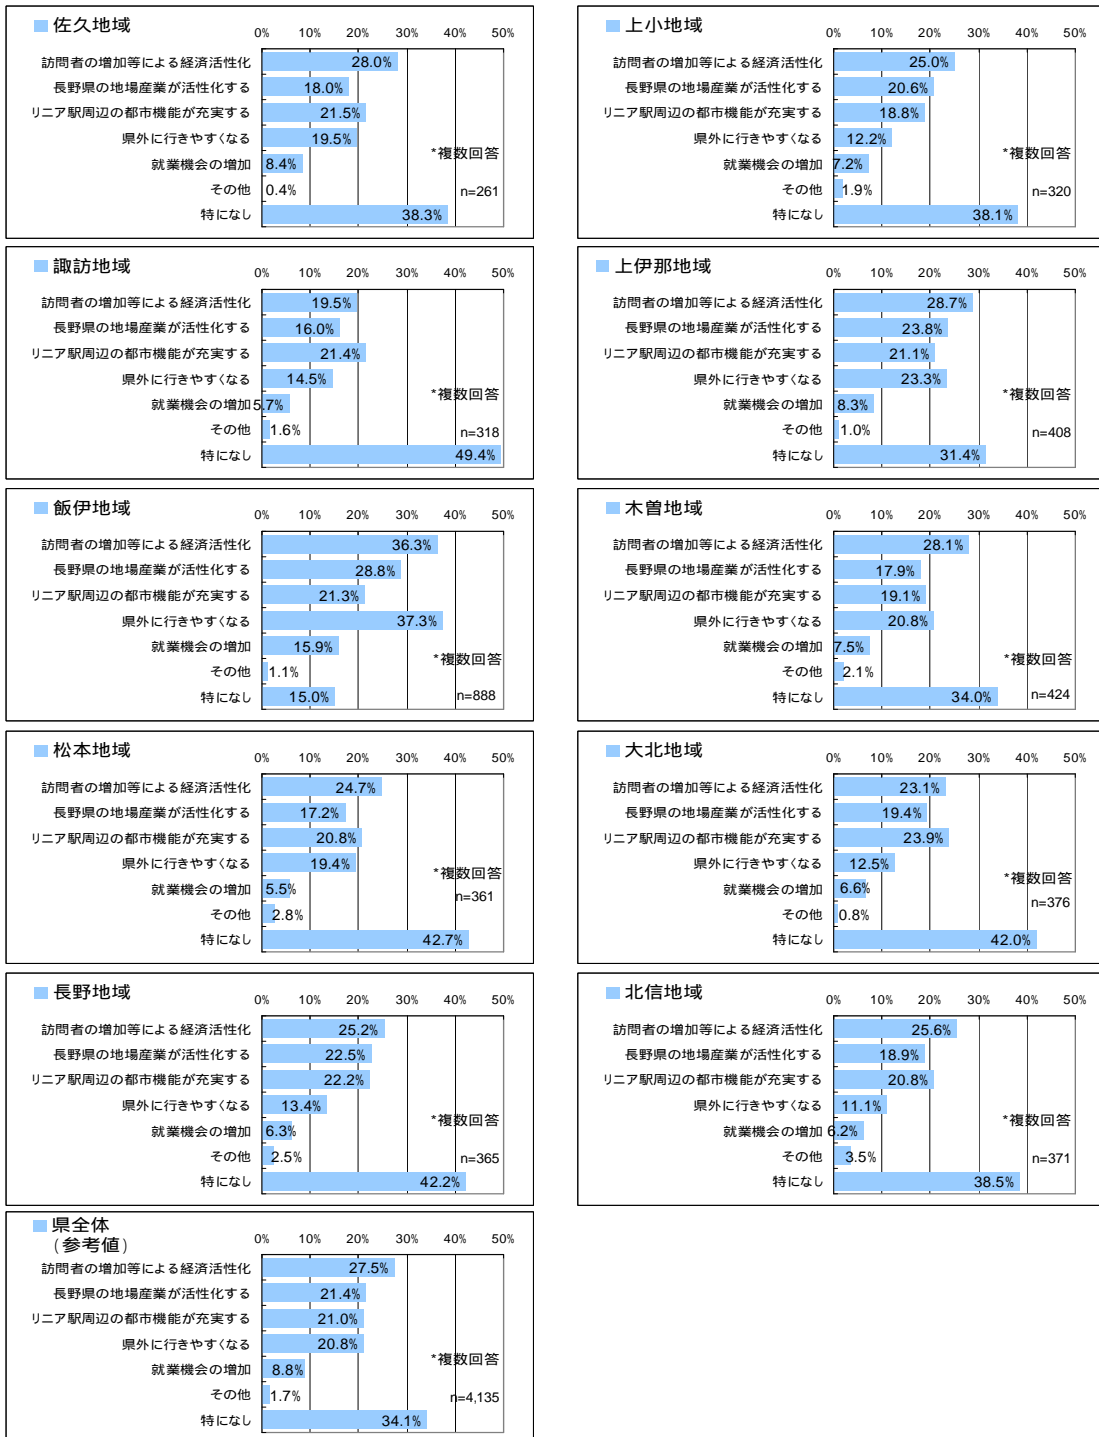 佐久地域
0% 10% 20% 30% 40% 50%
訪問者の増加等による経済活性化 28.0%
長野県の地場産業が活性化する 18.0%
リニア駅周辺の都市機能が充実する 21.5%
県外に行きやすくなる 19.5%
*複数回答
就業機会の増加 8.4%
その他 0.4% n=261
特になし 38.3%
上小地域
0% 10% 20% 30% 40% 50%
訪問者の増加等による経済活性化 25.0%
長野県の地場産業が活性化する 20.6%
リニア駅周辺の都市機能が充実する 18.8%
県外に行きやすくなる 12.2%
*複数回答
就業機会の増加 7.2%
その他 1.9% n=320
特になし 38.1%
諏訪地域
0% 10% 20% 30% 40% 50%
訪問者の増加等による経済活性化 19.5%
長野県の地場産業が活性化する 16.0%
リニア駅周辺の都市機能が充実する 21.4%
県外に行きやすくなる 14.5%
*複数回答
就業機会の増加 5.7%
その他 1.6% n=318
特になし 49.4%
上伊那地域
0% 10% 20% 30% 40% 50%
訪問者の増加等による経済活性化 28.7%
長野県の地場産業が活性化する 23.8%
リニア駅周辺の都市機能が充実する 21.1%
県外に行きやすくなる 23.3%
*複数回答
就業機会の増加 8.3%
その他 1.0% n=408
特になし 31.4%
飯伊地域
0% 10% 20% 30% 40% 50%
訪問者の増加等による経済活性化 36.3%
長野県の地場産業が活性化する 28.8%
リニア駅周辺の都市機能が充実する 21.3%
県外に行きやすくなる 37.3%
就業機会の増加 15.9%
*複数回答
その他 1.1%
特になし 15.0% n=888
木曽地域
0% 10% 20% 30% 40% 50%
訪問者の増加等による経済活性化 28.1%
長野県の地場産業が活性化する 17.9%
リニア駅周辺の都市機能が充実する 19.1%
県外に行きやすくなる 20.8%
就業機会の増加 7.5%
*複数回答
その他 2.1%
特になし 34.0% n=424
松本地域
0% 10% 20% 30% 40% 50%
訪問者の増加等による経済活性化 24.7%
長野県の地場産業が活性化する 17.2%
リニア駅周辺の都市機能が充実する 20.8%
県外に行きやすくなる 19.4%
*複数回答
就業機会の増加 5.5% n=361
その他 2.8%
特になし 42.7%
大北地域
0% 10% 20% 30% 40% 50%
訪問者の増加等による経済活性化 23.1%
長野県の地場産業が活性化する 19.4%
リニア駅周辺の都市機能が充実する 23.9%
県外に行きやすくなる 12.5%
*複数回答
就業機会の増加 6.6%
n=376
その他 0.8%
特になし 42.0%
長野地域
0% 10% 20% 30% 40% 50%
訪問者の増加等による経済活性化 25.2%
長野県の地場産業が活性化する 22.5%
リニア駅周辺の都市機能が充実する 22.2%
県外に行きやすくなる 13.4%
*複数回答
就業機会の増加 6.3%
その他 2.5% n=365
特になし 42.2%
北信地域
0% 10% 20% 30% 40% 50%
訪問者の増加等による経済活性化 25.6%
長野県の地場産業が活性化する 18.9%
リニア駅周辺の都市機能が充実する 20.8%
県外に行きやすくなる 11.1%
*複数回答
就業機会の増加 6.2%
その他 3.5% n=371
特になし 38.5%
県全体
(参考値)
0% 10% 20% 30% 40% 50%
訪問者の増加等による経済活性化 27.5%
長野県の地場産業が活性化する 21.4%
リニア駅周辺の都市機能が充実する 21.0%
県外に行きやすくなる 20.8%
*複数回答
就業機会の増加 8.8%
その他 1.7% n=4,135
特になし 34.1%